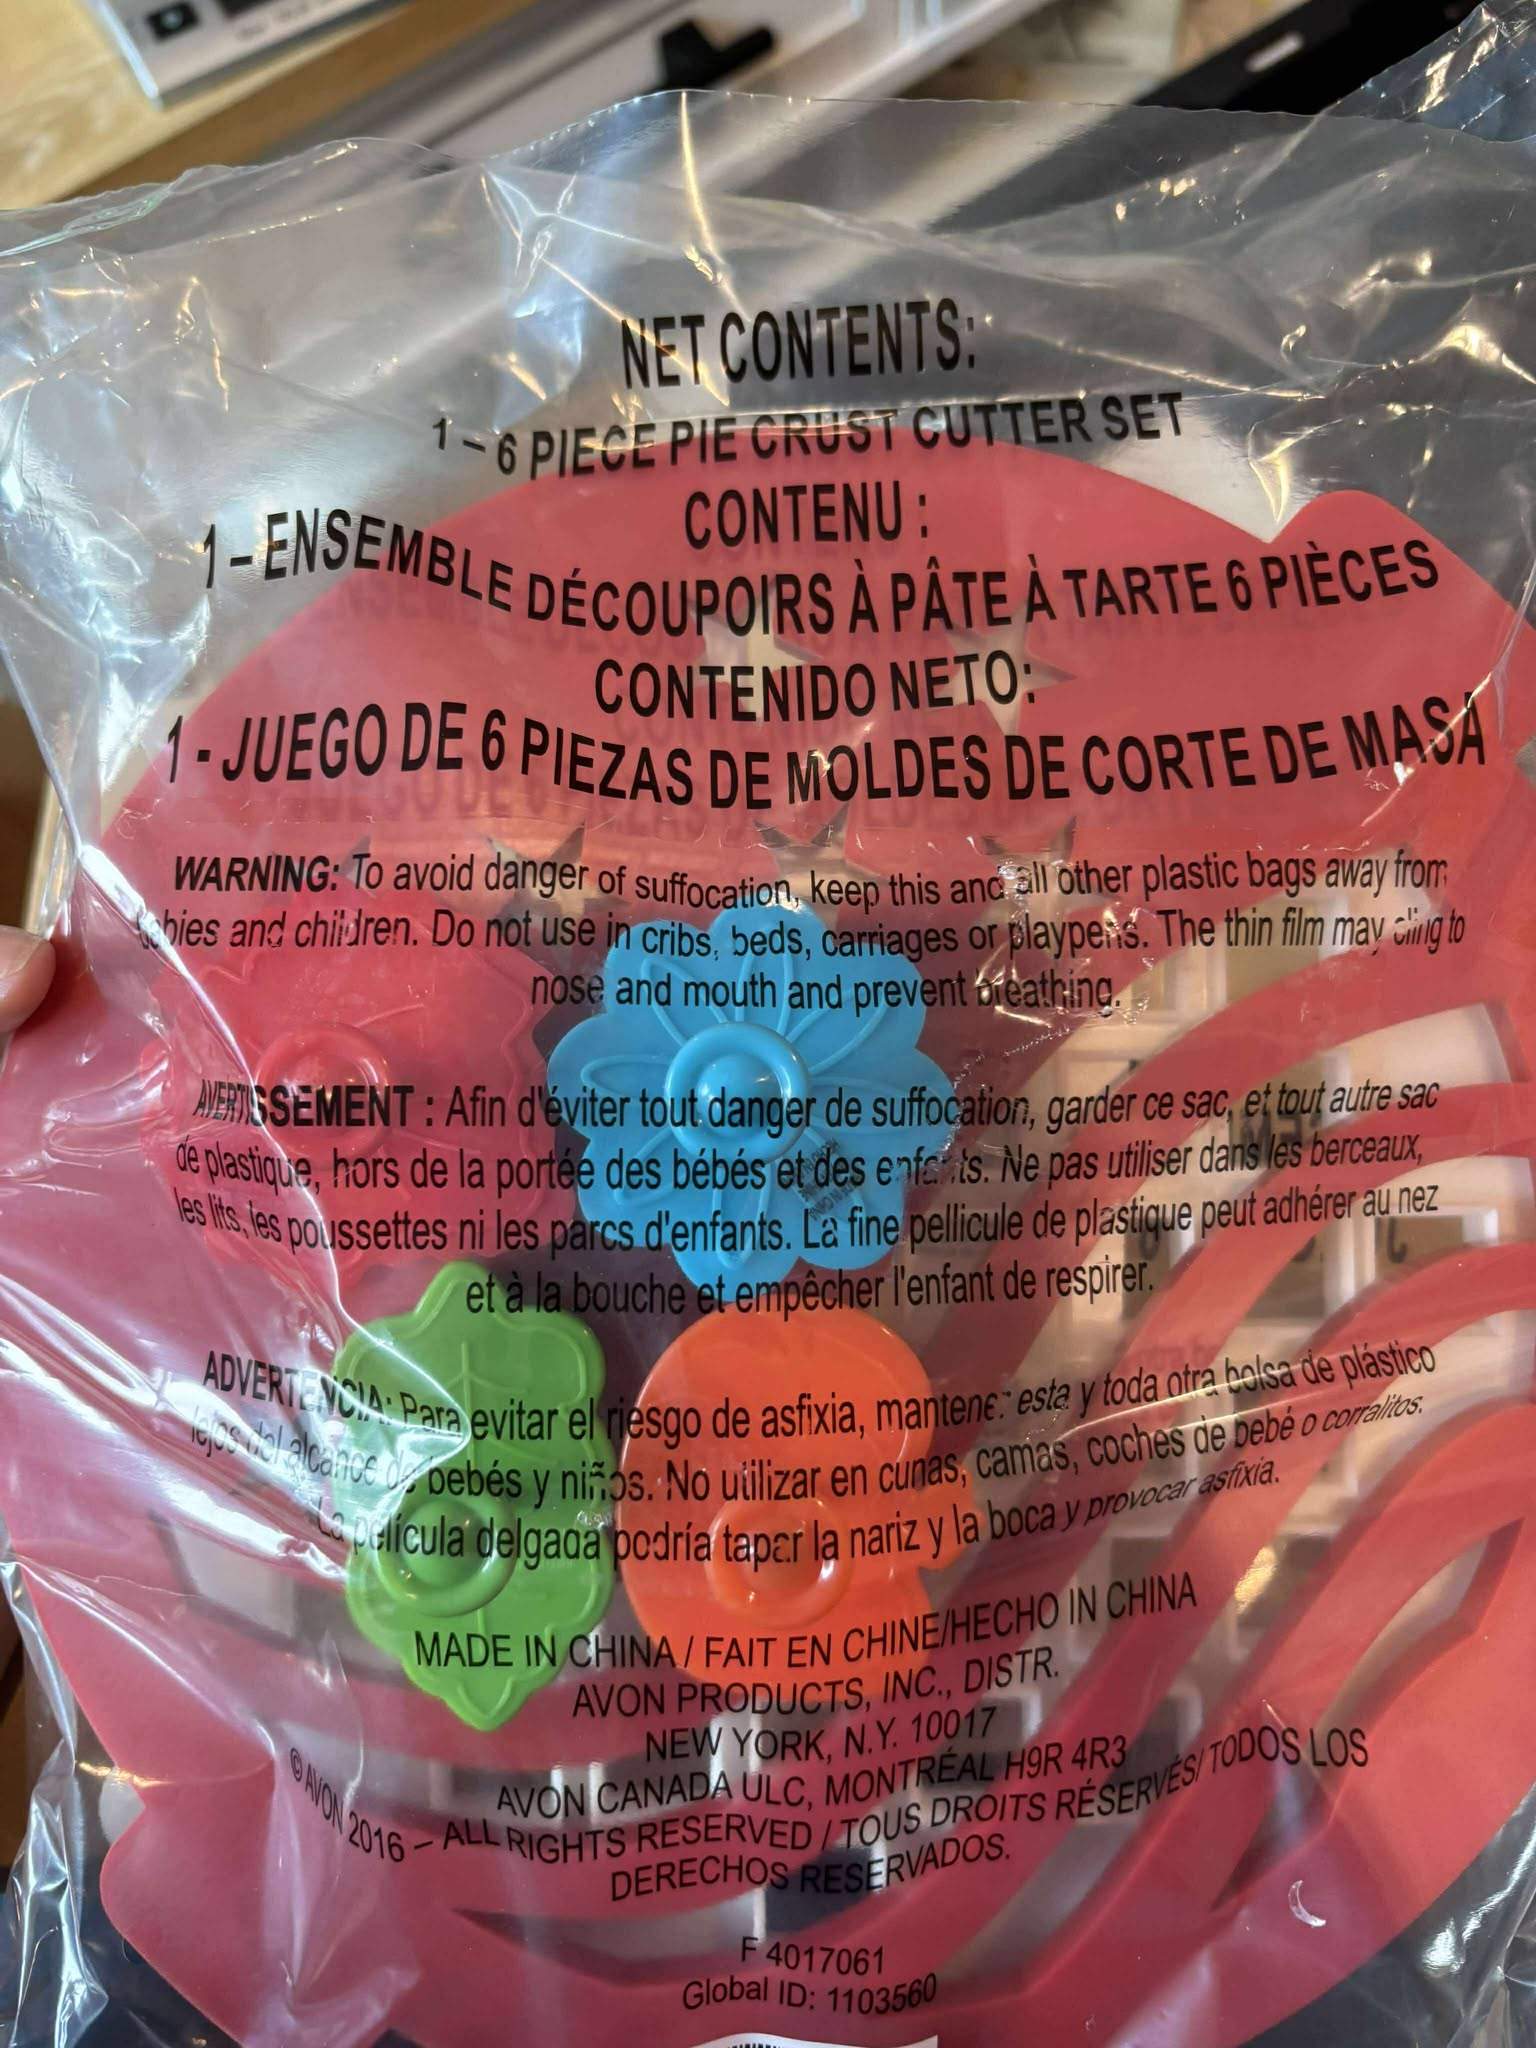 NET CONTENTS:
1 – 6 PIECE PIE CRUST CUTTER SET
CONTENU :
1 – ENSEMBLE DÉCOUPOIRS À PÂTE À TARTE 6 PIÈCES
CONTENIDO NETO:
1 - JUEGO DE 6 PIEZAS DE MOLDES DE CORTE DE MASA
WARNING: To avoid danger of suffocation, keep this and all other plastic bags away from
babies and children. Do not use in cribs, beds, carriages or playpens. The thin film may cling to
nose and mouth and prevent breathing.
AVERTISSEMENT : Afin d'éviter tout danger de suffocation, garder ce sac, et tout autre sac
de plastique, hors de la portée des bébés et des enfants. Ne pas utiliser dans les berceaux,
les lits, les poussettes ni les parcs d'enfants. La fine pellicule de plastique peut adhérer au nez
et à la bouche et empêcher l'enfant de respirer.
ADVERTENCIA: Para evitar el riesgo de asfixia, mantener esta y toda otra bolsa de plástico
lejos del alcance de bebés y niños. No utilizar en cunas, camas, coches de bebé o corralitos.
La película delgada podría tapar la nariz y la boca y provocar asfixia.
MADE IN CHINA / FAIT EN CHINE/HECHO IN CHINA
AVON PRODUCTS, INC., DISTR.
NEW YORK, N.Y. 10017
AVON CANADA ULC, MONTRÉAL H9R 4R3
© AVON 2016 – ALL RIGHTS RESERVED / TOUS DROITS RÉSERVÉS/ TODOS LOS
DERECHOS RESERVADOS.
F 4017061
Global ID: 1103560